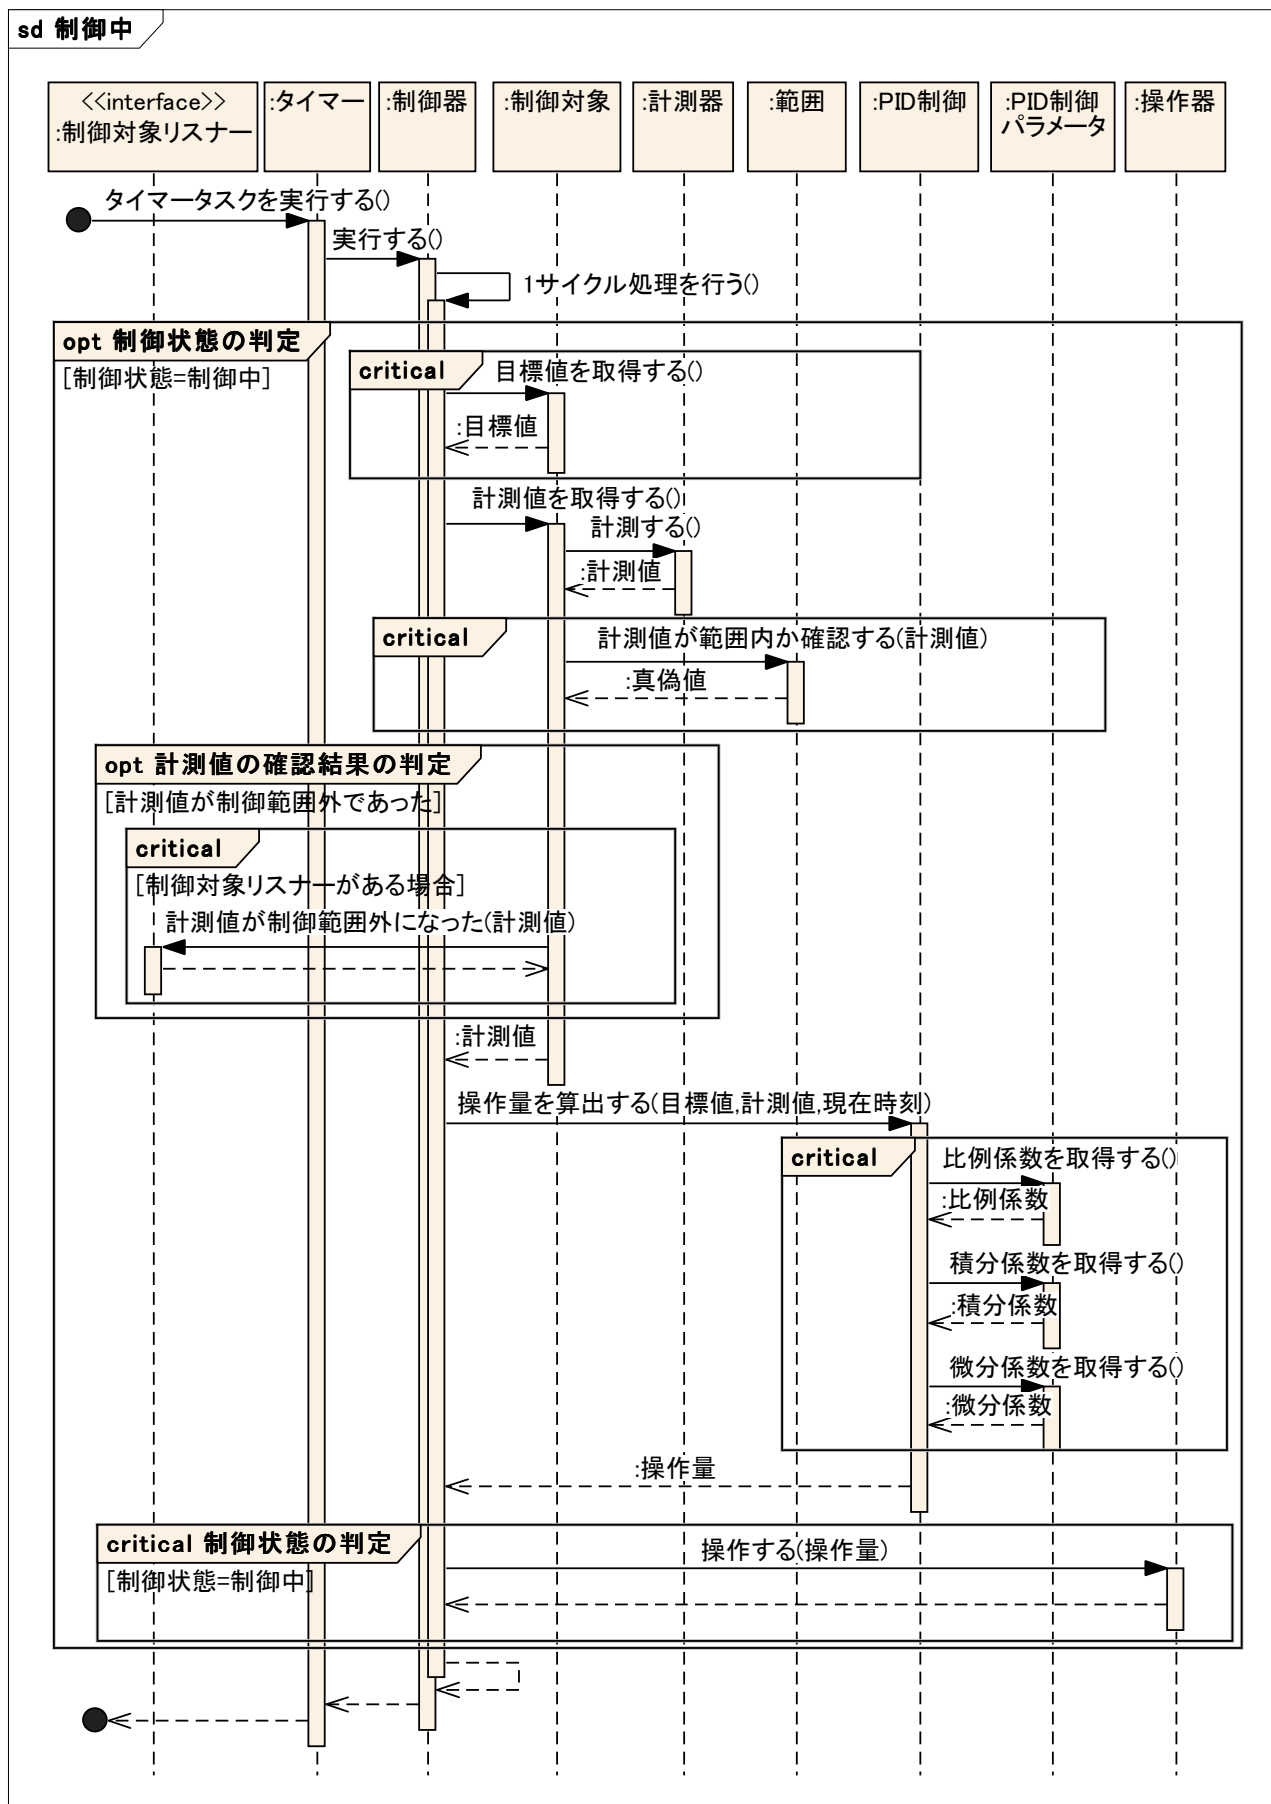 sd 制御中
<<interface>>
:制御対象リスナー
:タイマー
:制御器
:制御対象
:計測器
:範囲
:PID制御
:PID制御
パラメータ
:操作器
タイマータスクを実行する()
実行する()
1サイクル処理を行う()
opt 制御状態の判定
[制御状態=制御中]
critical
目標値を取得する()
:目標値
計測値を取得する()
計測する()
:計測値
critical
計測値が範囲内か確認する(計測値)
:真偽値
opt 計測値の確認結果の判定
[計測値が制御範囲外であった]
critical
[制御対象リスナーがある場合]
計測値が制御範囲外になった(計測値)
:計測値
操作量を算出する(目標値,計測値,現在時刻)
critical
比例係数を取得する()
:比例係数
積分係数を取得する()
:積分係数
微分係数を取得する()
:微分係数
:操作量
critical 制御状態の判定
[制御状態=制御中]
操作する(操作量)